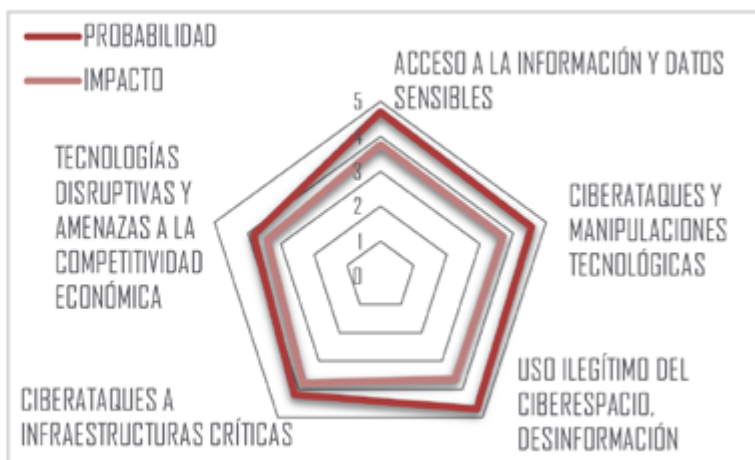 PROBABILIDAD
IMPACTO
ACCESO A LA INFORMACIÓN Y DATOS
SENSIBLES
5
4
3
2
1
0
TECNOLOGÍAS
DISRUPTIVAS Y
AMENAZAS A LA
COMPETITIVIDAD
ECONÓMICA
CIBERATAQUES Y
MANIPULACIONES
TECNOLÓGICAS
CIBERATAQUES A
INFRAESTRUCTURAS CRÍTICAS
USO ILEGÍTIMO DEL
CIBERESPACIO,
DESINFORMACIÓN